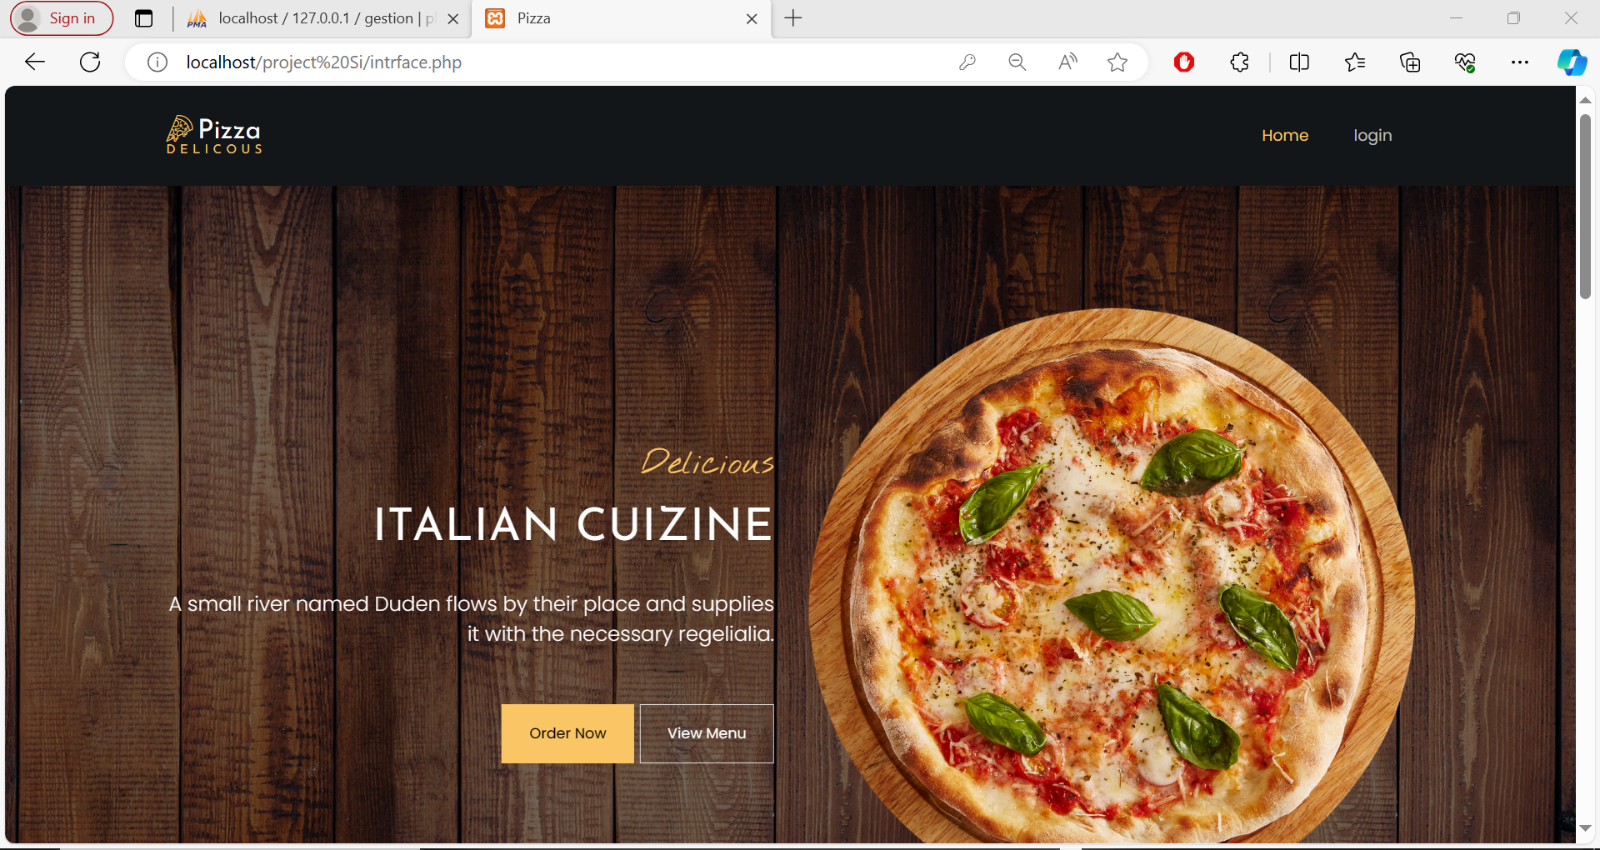 Sign in
localhost / 127.0.0.1 / gestion | p
Pizza
localhost/project%20Si/intrface.php
Pizza
DELICOUS
Home
login
Delicious
ITALIAN CUIZINE
A small river named Duden flows by their place and supplies
it with the necessary regelialia.
Order Now
View Menu